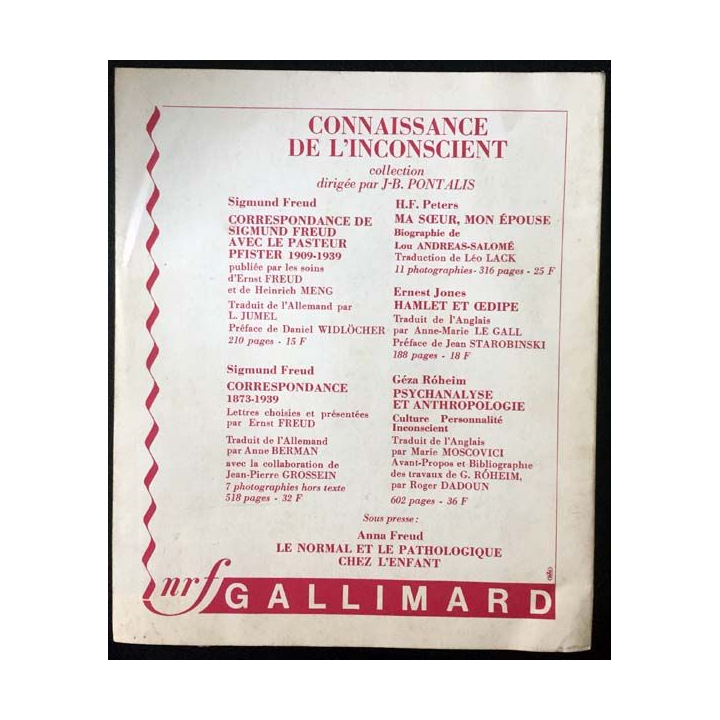 CONNAISSANCE
DE L'INCONSCIENT
collection
dirigée par J-B. PONTALIS
Sigmund Freud
CORRESPONDANCE DE
SIGMUND FREUD
AVEC LE PASTEUR
PFISTER 1909-1939
publiée par les soins
d'Ernst FREUD
et de Heinrich MENG
Traduit de l'Allemand par
L. JUMEL
Préface de Daniel WIDLÖCHER
210 pages - 15 F
Sigmund Freud
CORRESPONDANCE
1873-1939
Lettres choisies et présentées
par Ernst FREUD
Traduit de l'Allemand
par Anne BERMAN
avec la collaboration de
Jean-Pierre GROSSEIN
7 photographies hors texte
518 pages - 32 F
H.F. Peters
MA SŒUR, MON ÉPOUSE
Biographie de
Lou ANDREAS-SALOMÉ
Traduction de Léo LACK
11 photographies - 316 pages - 25 F
Ernest Jones
HAMLET ET ŒDIPE
Traduit de l'Anglais
par Anne-Marie LE GALL
Préface de Jean STAROBINSKI
188 pages - 18 F
Géza Róheim
PSYCHANALYSE
ET ANTHROPOLOGIE
Culture Personnalité
Inconscient
Traduit de l'Anglais
par Marie MOSCOVICI
Avant-Propos et Bibliographie
des travaux de G. RÓHEIM,
par Roger DADOUN
602 pages - 36 F
Sous presse :
Anna Freud
LE NORMAL ET LE PATHOLOGIQUE
CHEZ L'ENFANT
nrf GALLIMARD